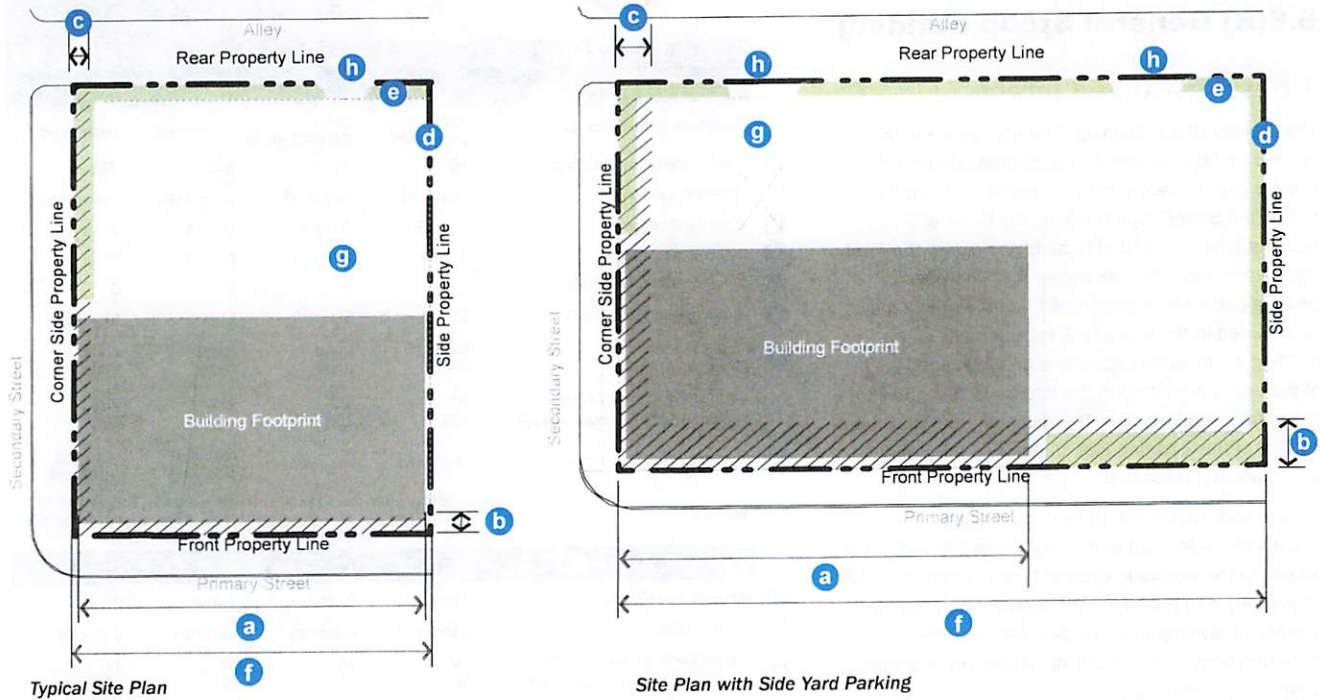 c
Alley
Rear Property Line
h
e
d
g
Corner Side Property Line
Side Property Line
Secondary Street
Building Footprint
b
Front Property Line
Primary Street
a
f
Typical Site Plan
c
Alley
Rear Property Line
h
h
e
d
g
Corner Side Property Line
Side Property Line
Secondary Street
Building Footprint
b
Front Property Line
Primary Street
a
f
Site Plan with Side Yard Parking